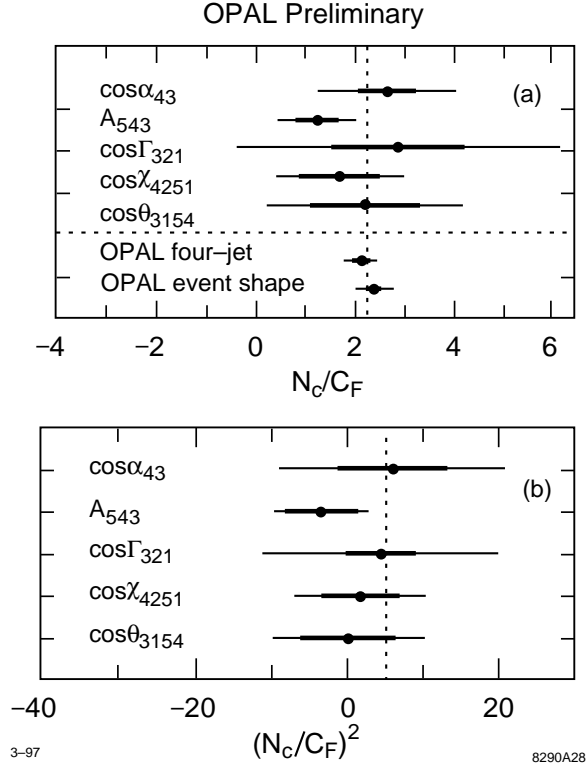 OPAL Preliminary
(a)
cosα43
A543
cosΓ321
cosχ4251
cosθ3154
OPAL four–jet
OPAL event shape
−4 −2 0 2 4 6
Nc/CF
(b)
cosα43
A543
cosΓ321
cosχ4251
cosθ3154
−40 −20 0 20
(Nc/CF)2
3–97 8290A28